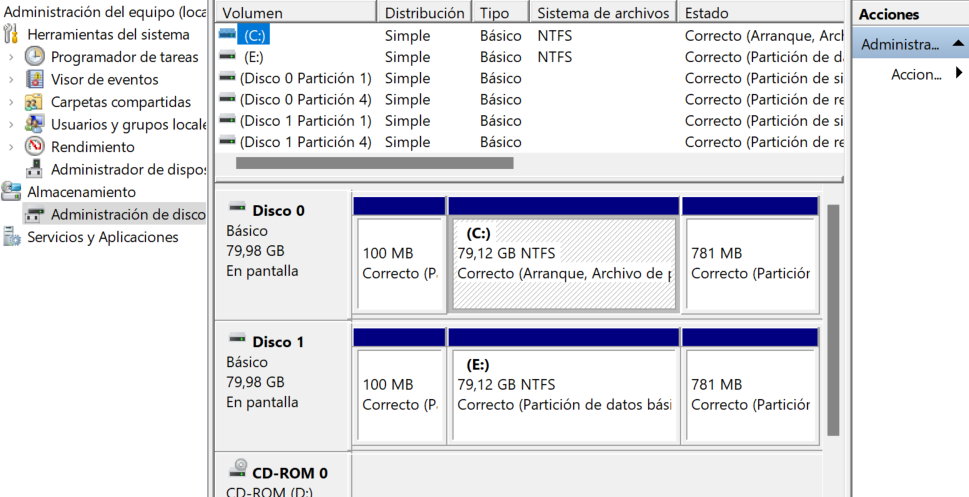 Administración del equipo (loca
Herramientas del sistema
Programador de tareas
Visor de eventos
Carpetas compartidas
Usuarios y grupos locale
Rendimiento
Administrador de dispos
Almacenamiento
Administración de disco
Servicios y Aplicaciones
Volumen Distribución Tipo Sistema de archivos Estado
(C:) Simple Básico NTFS Correcto (Arranque, Arch
(E:) Simple Básico NTFS Correcto (Partición de da
(Disco 0 Partición 1) Simple Básico Correcto (Partición de si
(Disco 0 Partición 4) Simple Básico Correcto (Partición de re
(Disco 1 Partición 1) Simple Básico Correcto (Partición de si
(Disco 1 Partición 4) Simple Básico Correcto (Partición de re
Disco 0
Básico
79,98 GB
En pantalla
100 MB
Correcto (P
(C:)
79,12 GB NTFS
Correcto (Arranque, Archivo de p
781 MB
Correcto (Partición
Disco 1
Básico
79,98 GB
En pantalla
100 MB
Correcto (P
(E:)
79,12 GB NTFS
Correcto (Partición de datos bási
781 MB
Correcto (Partición
CD-ROM 0
CD-ROM (D:)
Acciones
Administra...
Accion...